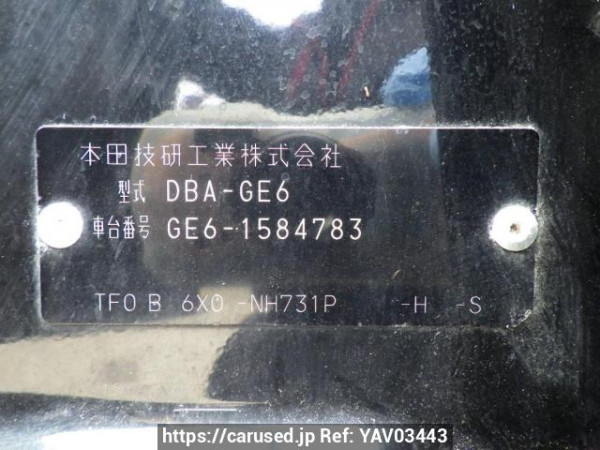 本田技研工業株式会社
型式 DBA-GE6
車台番号 GE6-1584783
TF0 B 6X0 -NH731P -H -S
https://carused.jp Ref: YAV03443